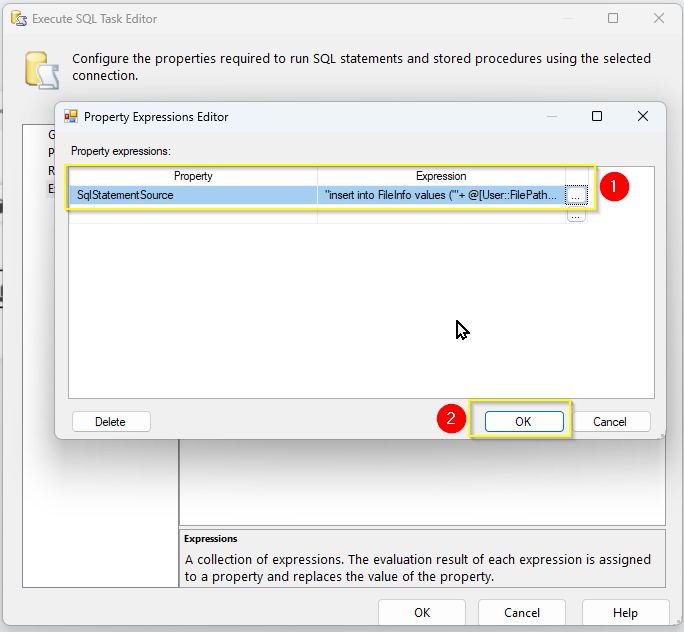 Execute SQL Task Editor
Configure the properties required to run SQL statements and stored procedures using the selected
connection.
Property Expressions Editor
Property expressions:
Property Expression
SqlStatementSource "insert into FileInfo values ('"+ @[User::FilePath... ...
...
1
Delete
2
OK
Cancel
Expressions
A collection of expressions. The evaluation result of each expression is assigned
to a property and replaces the value of the property.
OK
Cancel
Help